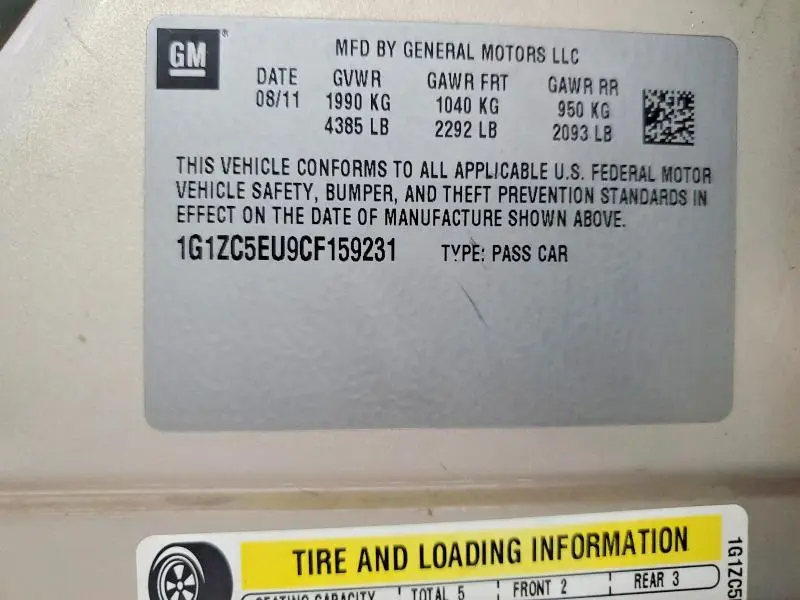 GM
MFD BY GENERAL MOTORS LLC
DATE GVWR GAWR FRT GAWR RR
08/11 1990 KG 1040 KG 950 KG
4385 LB 2292 LB 2093 LB
THIS VEHICLE CONFORMS TO ALL APPLICABLE U.S. FEDERAL MOTOR
VEHICLE SAFETY, BUMPER, AND THEFT PREVENTION STANDARDS IN
EFFECT ON THE DATE OF MANUFACTURE SHOWN ABOVE.
1G1ZC5EU9CF159231 TYPE: PASS CAR
TIRE AND LOADING INFORMATION
SEATING CAPACITY TOTAL 5 FRONT 2 REAR 3
1G1ZC5